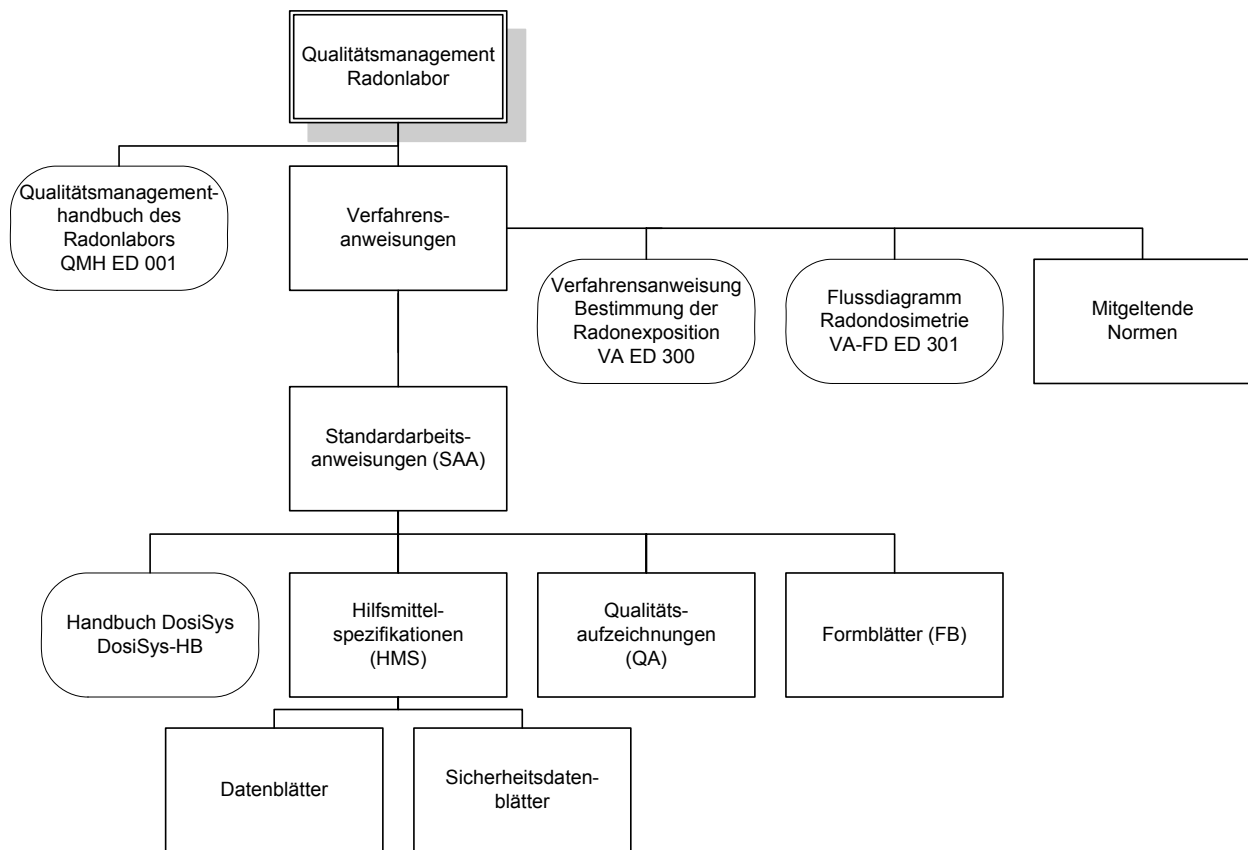 Qualitätsmanagement
Radonlabor
Qualitätsmanagement-
handbuch des
Radonlabors
QMH ED 001
Verfahrens-
anweisungen
Verfahrensanweisung
Bestimmung der
Radonexposition
VA ED 300
Flussdiagramm
Radondosimetrie
VA-FD ED 301
Mitgeltende
Normen
Standardarbeits-
anweisungen (SAA)
Handbuch DosiSys
DosiSys-HB
Hilfsmittel-
spezifikationen
(HMS)
Qualitäts-
aufzeichnungen
(QA)
Formblätter (FB)
Datenblätter
Sicherheitsdaten-
blätter